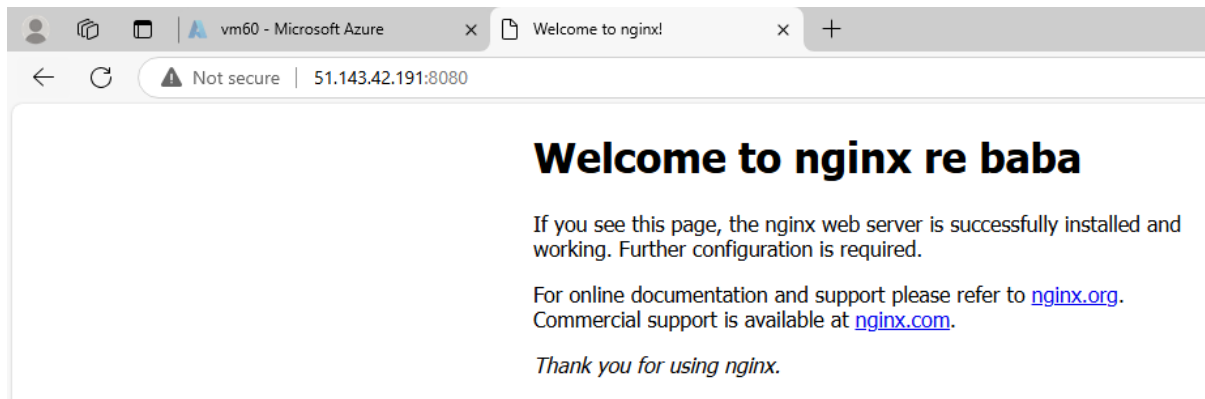 vm60 - Microsoft Azure
Welcome to nginx!
Not secure | 51.143.42.191:8080
Welcome to nginx re baba
If you see this page, the nginx web server is successfully installed and
working. Further configuration is required.
For online documentation and support please refer to nginx.org.
Commercial support is available at nginx.com.
Thank you for using nginx.